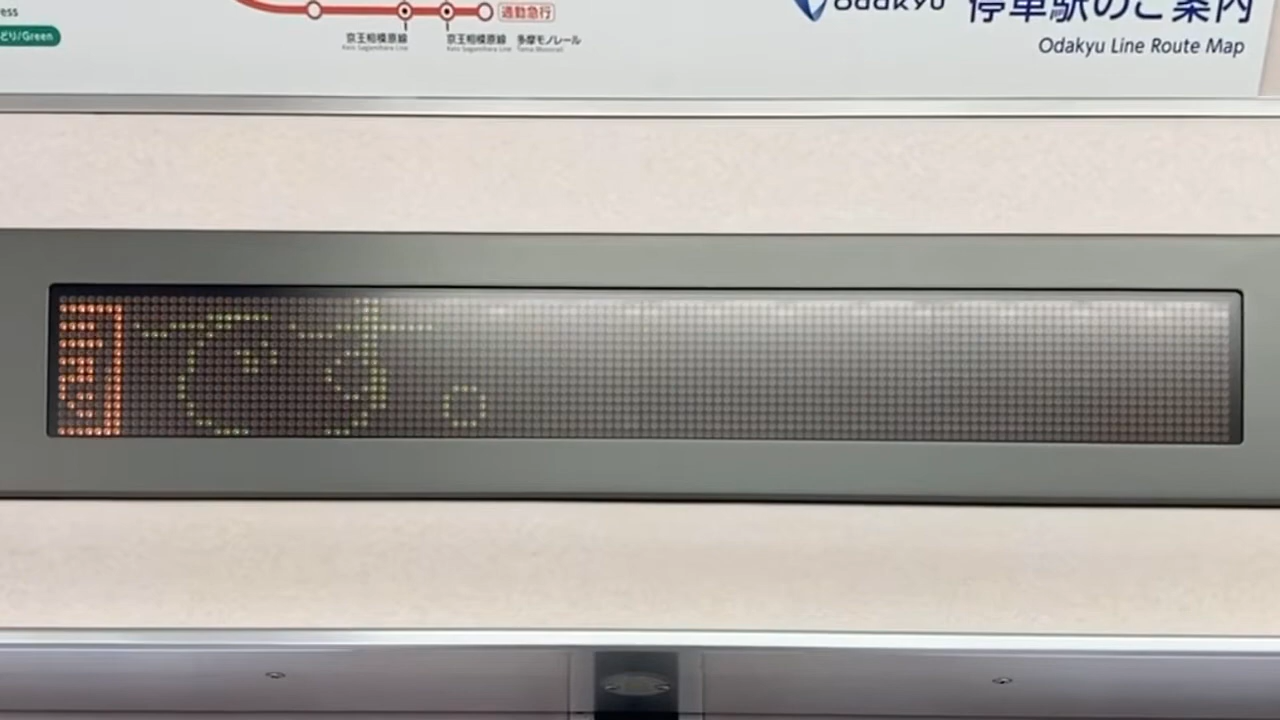 ess
どり/Green
通勤急行
京王相模原線
Keio Sagamihara Line
京王相模原線 多摩モノレール
Keio Sagamihara Line Tama Monorail
odakyu 停車駅のご案内
Odakyu Line Route Map
です。